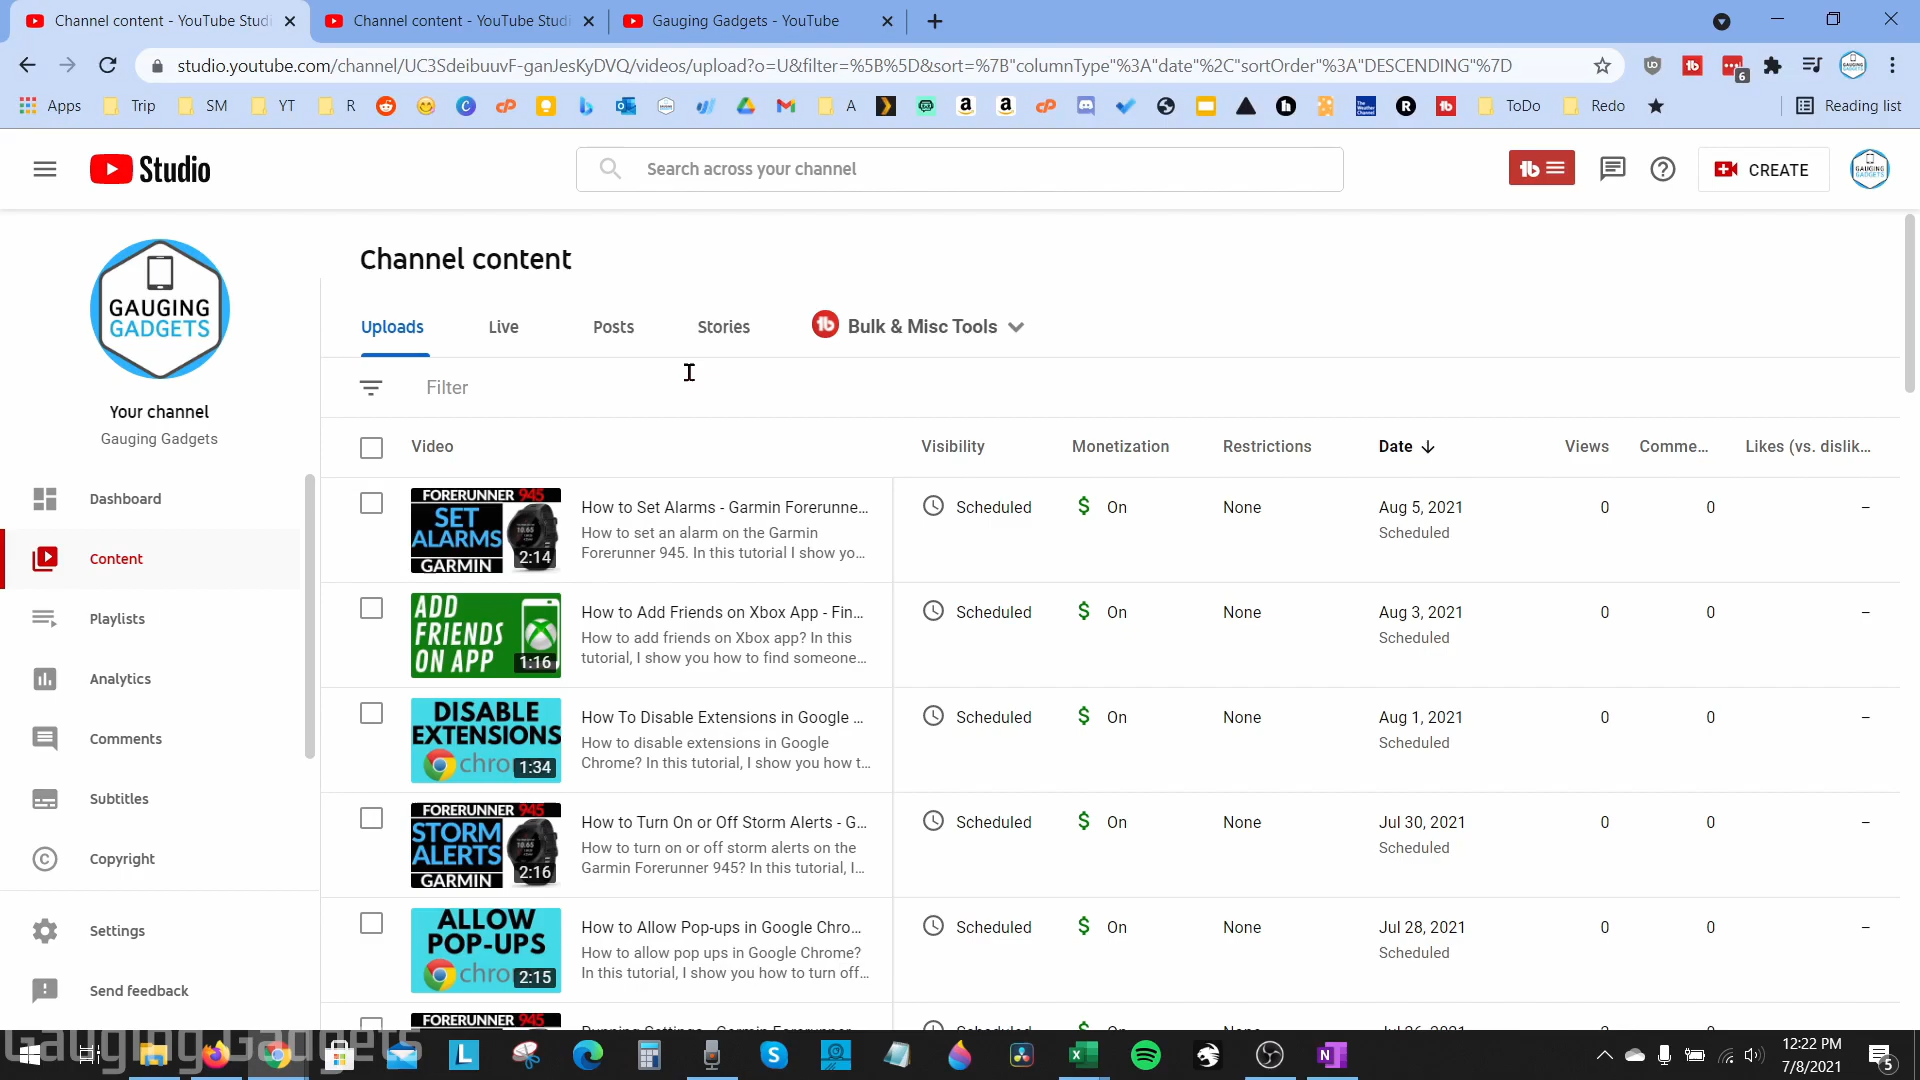 Channel content - YouTube Studi
Channel content - YouTube Studi
Gauging Gadgets - YouTube
studio.youtube.com/channel/UC3SdeibuuvF-ganJesKyDVQ/videos/upload?o=U&filter=%5B%5D&sort=%7B"columnType"%3A"date"%2C"sortOrder"%3A"DESCENDING"%7D
6
Apps
Trip
SM
YT
R
A
ToDo
Redo
Reading list
Studio
Search across your channel
CREATE
GAUGING
GADGETS
Your channel
Gauging Gadgets
Dashboard
Content
Playlists
Analytics
Comments
Subtitles
Copyright
Settings
Send feedback
Channel content
Uploads
Live
Posts
Stories
Bulk & Misc Tools
Filter
Video
Visibility
Monetization
Restrictions
Date
Views
Comme...
Likes (vs. dislik...
FORERUNNER 945
SET
ALARMS
GARMIN
2:14
How to Set Alarms - Garmin Forerunne...
How to set an alarm on the Garmin
Forerunner 945. In this tutorial I show yo...
Scheduled
On
None
Aug 5, 2021
Scheduled
0
0
–
ADD
FRIENDS
ON APP
1:16
How to Add Friends on Xbox App - Fin...
How to add friends on Xbox app? In this
tutorial, I show you how to find someone...
Scheduled
On
None
Aug 3, 2021
Scheduled
0
0
–
DISABLE
EXTENSIONS
chro
1:34
How To Disable Extensions in Google ...
How to disable extensions in Google
Chrome? In this tutorial, I show you how t...
Scheduled
On
None
Aug 1, 2021
Scheduled
0
0
–
FORERUNNER 945
STORM
ALERTS
GARMIN
2:16
How to Turn On or Off Storm Alerts - G...
How to turn on or off storm alerts on the
Garmin Forerunner 945? In this tutorial, I...
Scheduled
On
None
Jul 30, 2021
Scheduled
0
0
–
ALLOW
POP-UPS
chro
2:15
How to Allow Pop-ups in Google Chro...
How to allow pop ups in Google Chrome?
In this tutorial, I show you how to turn off...
Scheduled
On
None
Jul 28, 2021
Scheduled
0
0
–
FORERUNNER 945
Gauging Gadgets
12:22 PM
7/8/2021
5